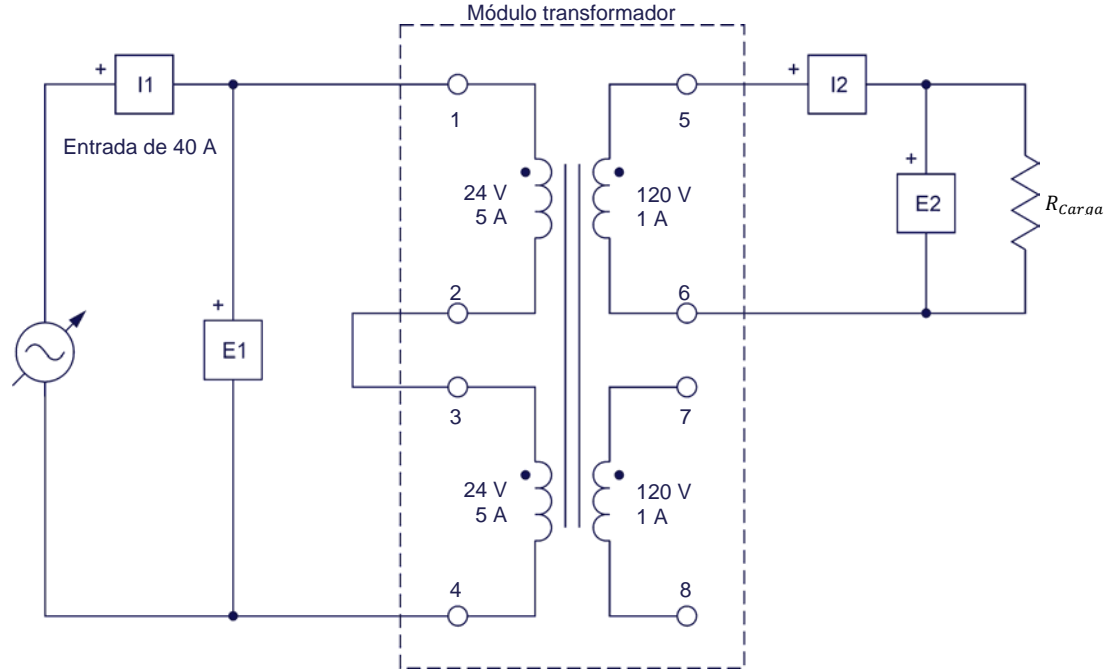 Módulo transformador
+
I1
Entrada de 40 A
+
E1
1
24 V
5 A
2
3
24 V
5 A
4
5
120 V
1 A
6
7
120 V
1 A
8
+
I2
+
E2
R_Carga